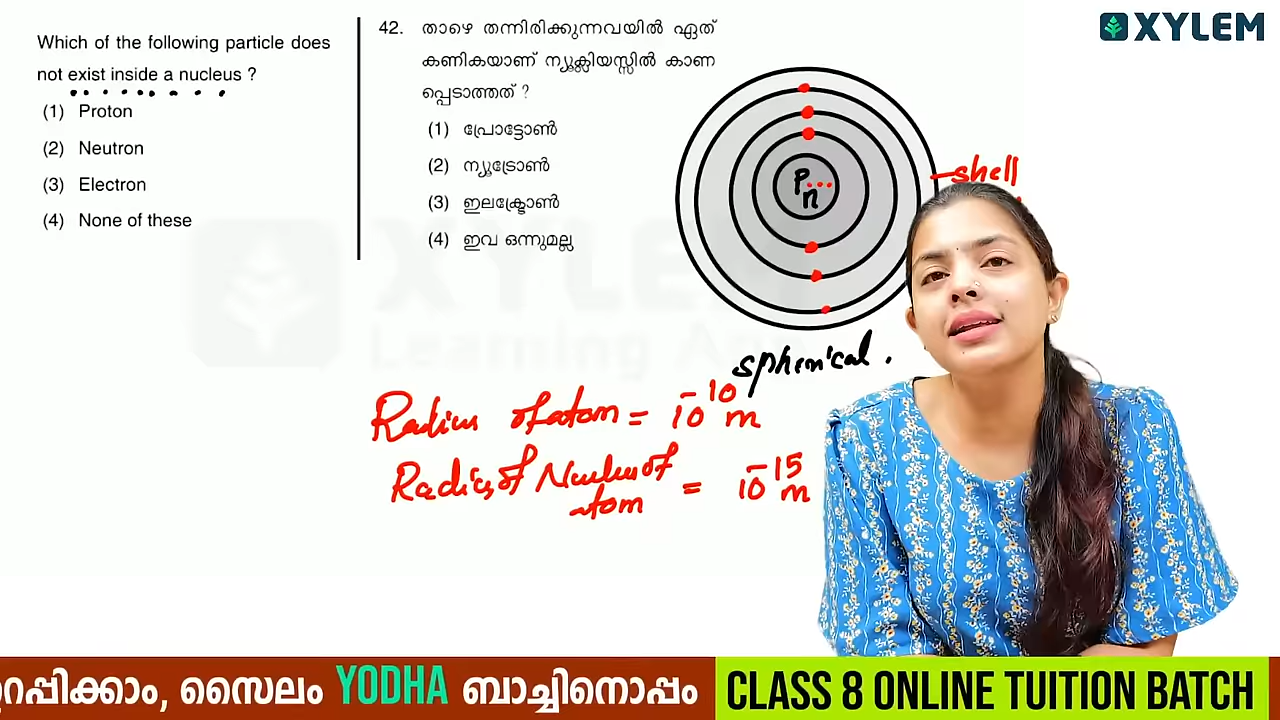 XYLEM
Which of the following particle does
not exist inside a nucleus ?
(1) Proton
(2) Neutron
(3) Electron
(4) None of these
42. താഴെ തന്നിരിക്കുന്നവയിൽ ഏത്
കണികയാണ് ന്യൂക്ലിയസ്സിൽ കാണ
പ്പെടാത്തത് ?
(1) പ്രോട്ടോൺ
(2) ന്യൂട്രോൺ
(3) ഇലക്ട്രോൺ
(4) ഇവ ഒന്നുമല്ല
P
n
shell
spherical.
Radius of atom = 10⁻¹⁰ m
Radius of Nucleus of
atom = 10⁻¹⁵ m
XYLEM
Learning
റപ്പിക്കാം, സൈലം YODHA ബാച്ചിനൊപ്പം
CLASS 8 ONLINE TUITION BATCH